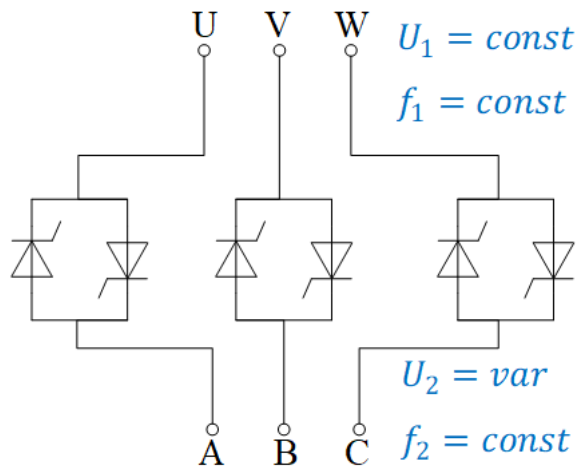 U V W
U₁ = const
f₁ = const
U₂ = var
f₂ = const
A B C